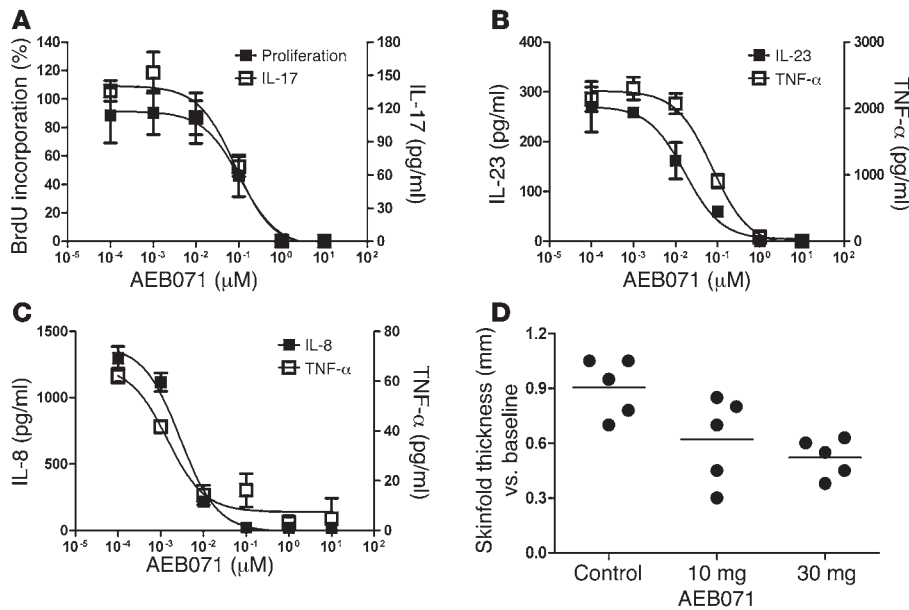 A
140
120
100
80
60
40
20
0
BrdU incorporation (%)
Proliferation
IL-17
180
150
120
90
60
30
0
IL-17 (pg/ml)
10-5 10-4 10-3 10-2 10-1 100 101 102
AEB071 (μM)
B
400
300
200
100
0
IL-23 (pg/ml)
IL-23
TNF-α
3000
2000
1000
0
TNF-α (pg/ml)
10-5 10-4 10-3 10-2 10-1 100 101 102
AEB071 (μM)
C
1500
1000
500
0
IL-8 (pg/ml)
IL-8
TNF-α
80
60
40
20
0
TNF-α (pg/ml)
10-5 10-4 10-3 10-2 10-1 100 101 102
AEB071 (μM)
D
1.2
0.9
0.6
0.3
0.0
Skinfold thickness (mm)
vs. baseline
Control 10 mg 30 mg
AEB071